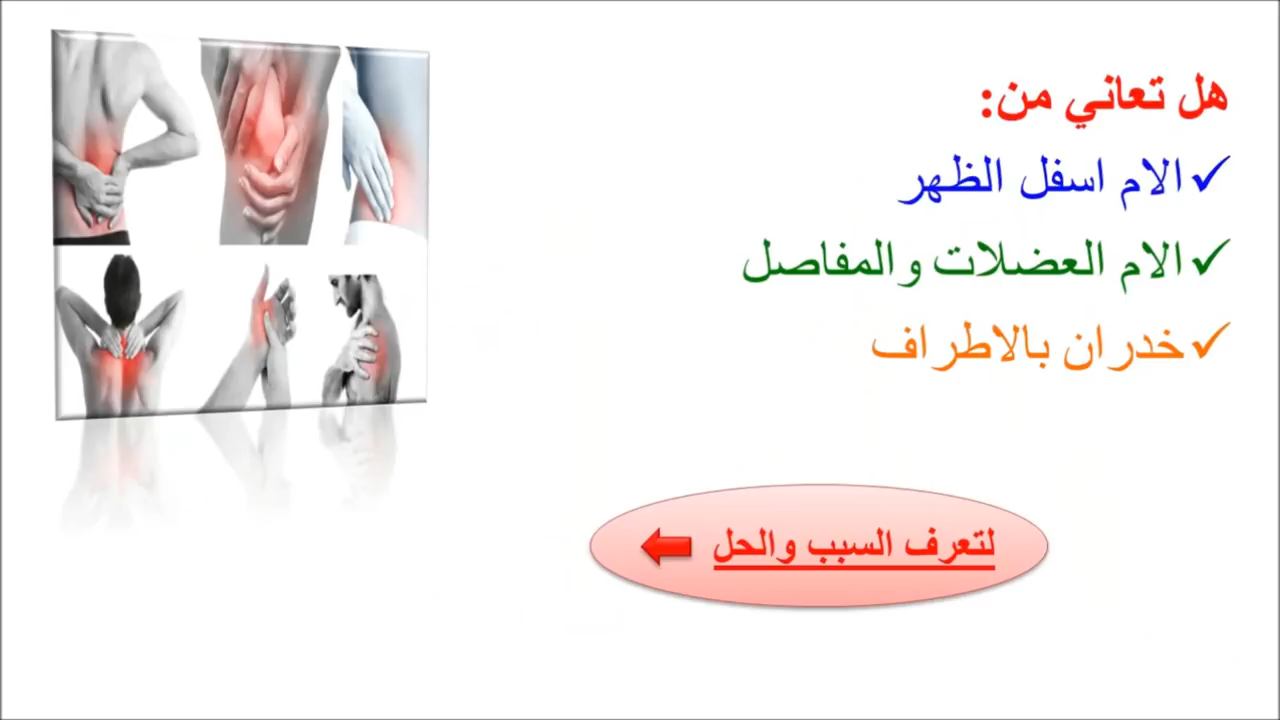 هل تعاني من:
الام اسفل الظهر
الام العضلات والمفاصل
خدران بالاطراف
لتعرف السبب والحل